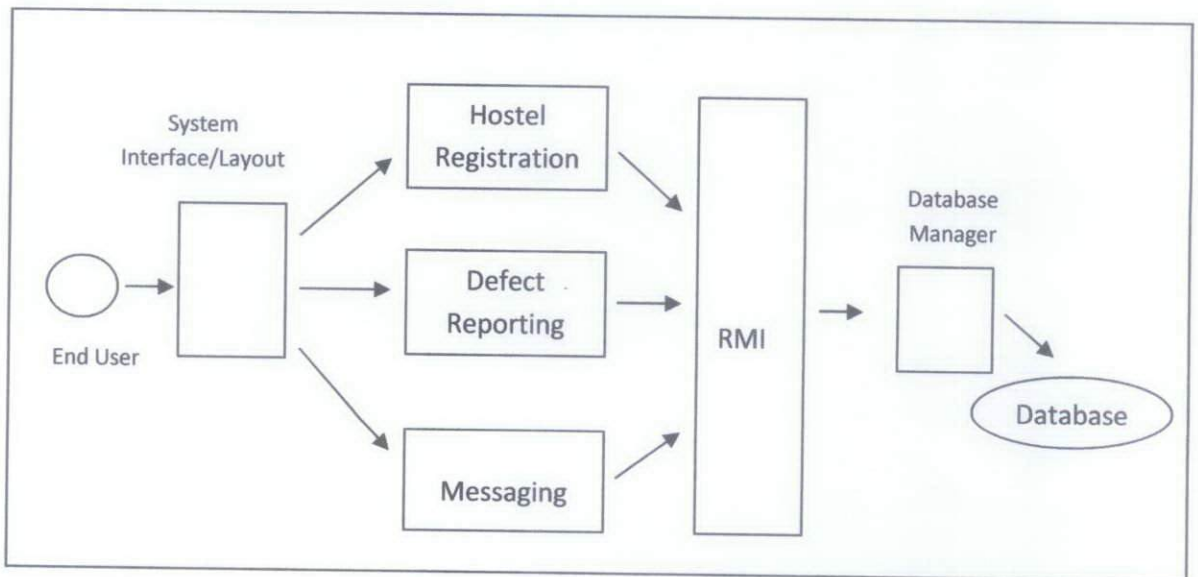 System
Interface/Layout
End User
Hostel
Registration
Defect
Reporting
Messaging
RMI
Database
Manager
Database